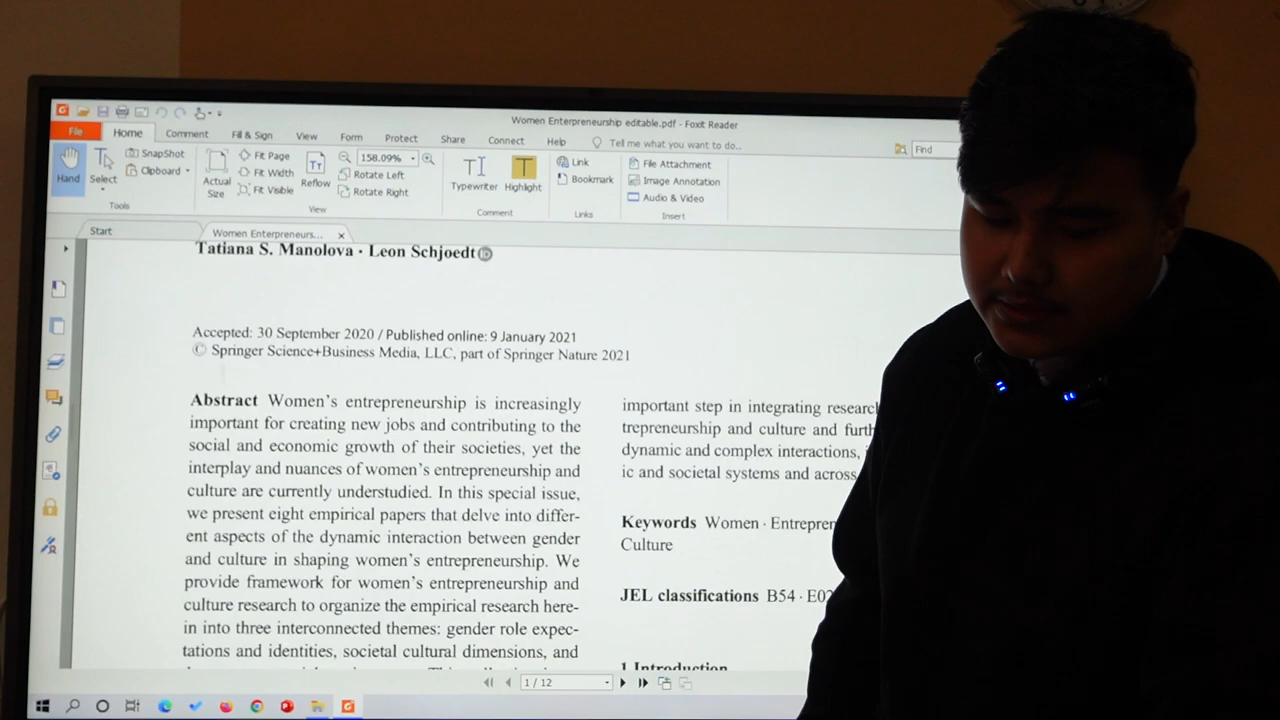 Women Enterpreneurship editable.pdf - Foxit Reader
File Home Comment Fill & Sign View Form Protect Share Connect Help Tell me what you want to do.. Find
Hand
Select
SnapShot
Clipboard
Tools
Actual
Size
Fit Page
Fit Width
Fit Visible
Reflow
158.09%
Rotate Left
Rotate Right
View
Typewriter
Highlight
Comment
Link
Bookmark
Links
File Attachment
Image Annotation
Audio & Video
Insert
Start
Women Enterpreneurs...
Tatiana S. Manolova · Leon Schjoedt
Accepted: 30 September 2020 / Published online: 9 January 2021
© Springer Science+Business Media, LLC, part of Springer Nature 2021
Abstract Women's entrepreneurship is increasingly
important for creating new jobs and contributing to the
social and economic growth of their societies, yet the
interplay and nuances of women's entrepreneurship and
culture are currently understudied. In this special issue,
we present eight empirical papers that delve into differ-
ent aspects of the dynamic interaction between gender
and culture in shaping women's entrepreneurship. We
provide framework for women's entrepreneurship and
culture research to organize the empirical research here-
in into three interconnected themes: gender role expec-
tations and identities, societal cultural dimensions, and
important step in integrating research
trepreneurship and culture and furth
dynamic and complex interactions,
ic and societal systems and across
Keywords Women · Entrepren
Culture
JEL classifications B54 · E02
1 Introduction
1 / 12